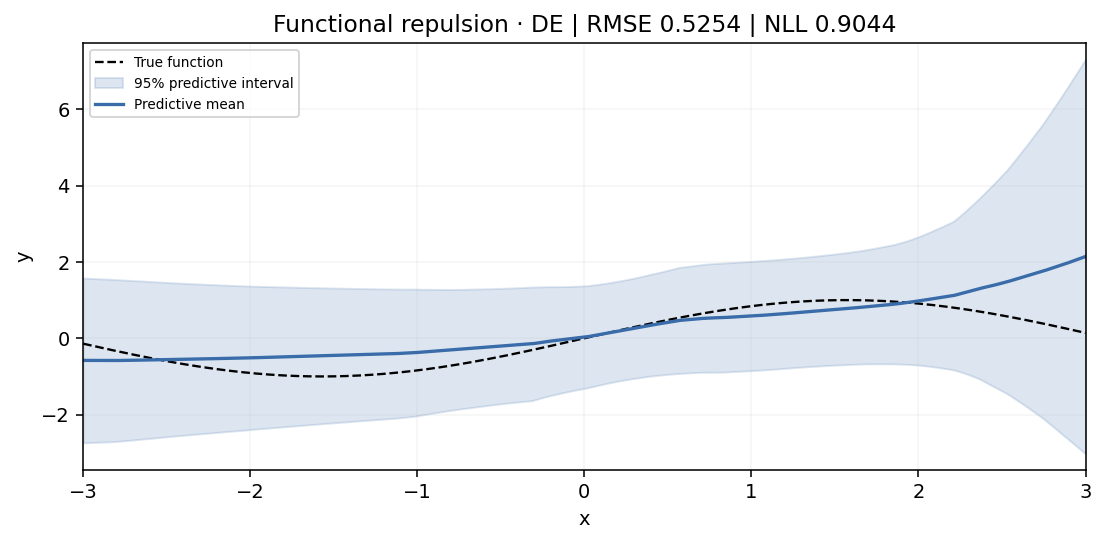 Functional repulsion · DE | RMSE 0.5254 | NLL 0.9044
True function
95% predictive interval
Predictive mean
y
6
4
2
0
−2
−3
−2
−1
0
1
2
3
x